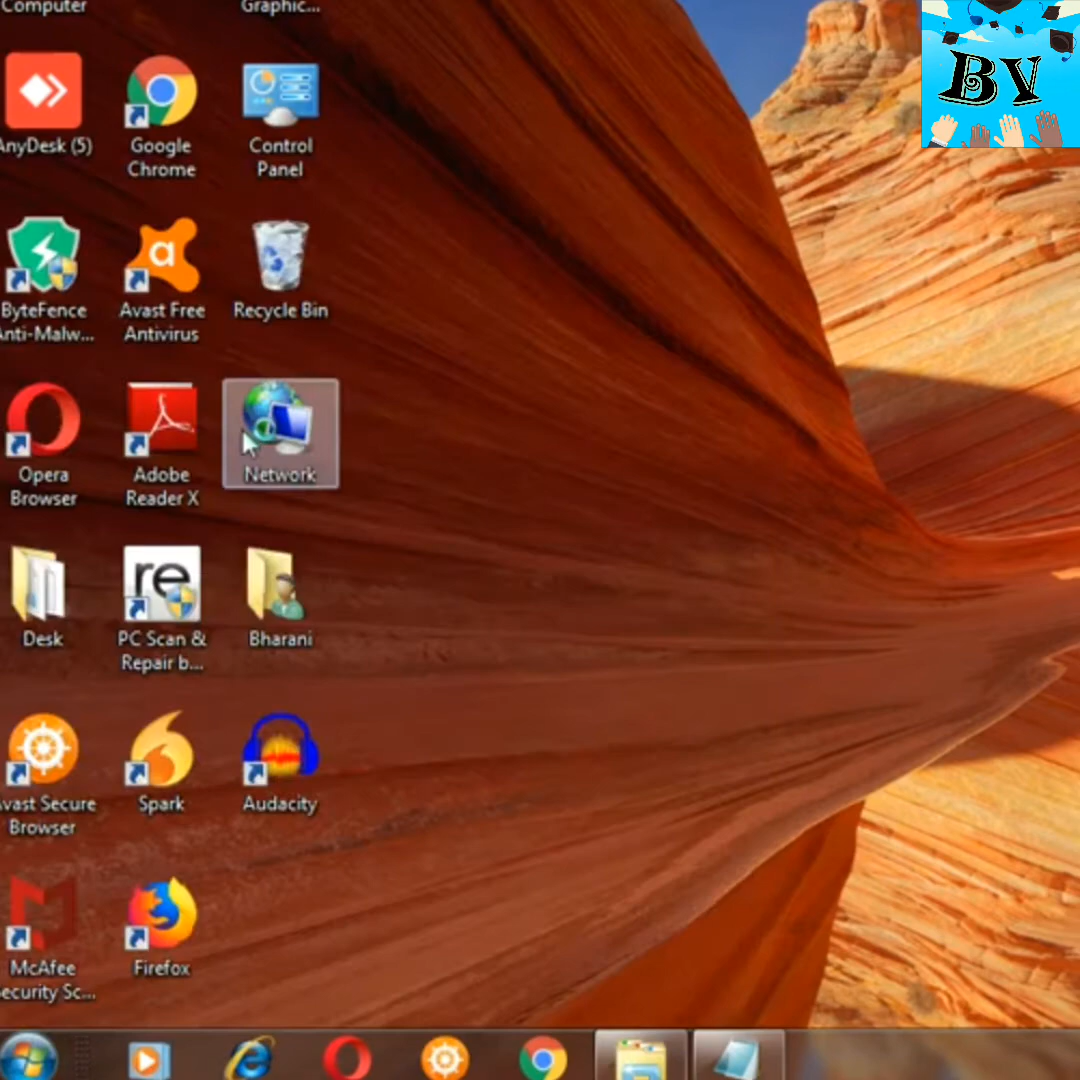 Computer
Graphic...
AnyDesk (5)
Google
Chrome
Control
Panel
BV
ByteFence
Anti-Malw...
Avast Free
Antivirus
Recycle Bin
Opera
Browser
Adobe
Reader X
Network
Desk
re
PC Scan &
Repair b...
Bharani
Avast Secure
Browser
Spark
Audacity
McAfee
Security Sc...
Firefox